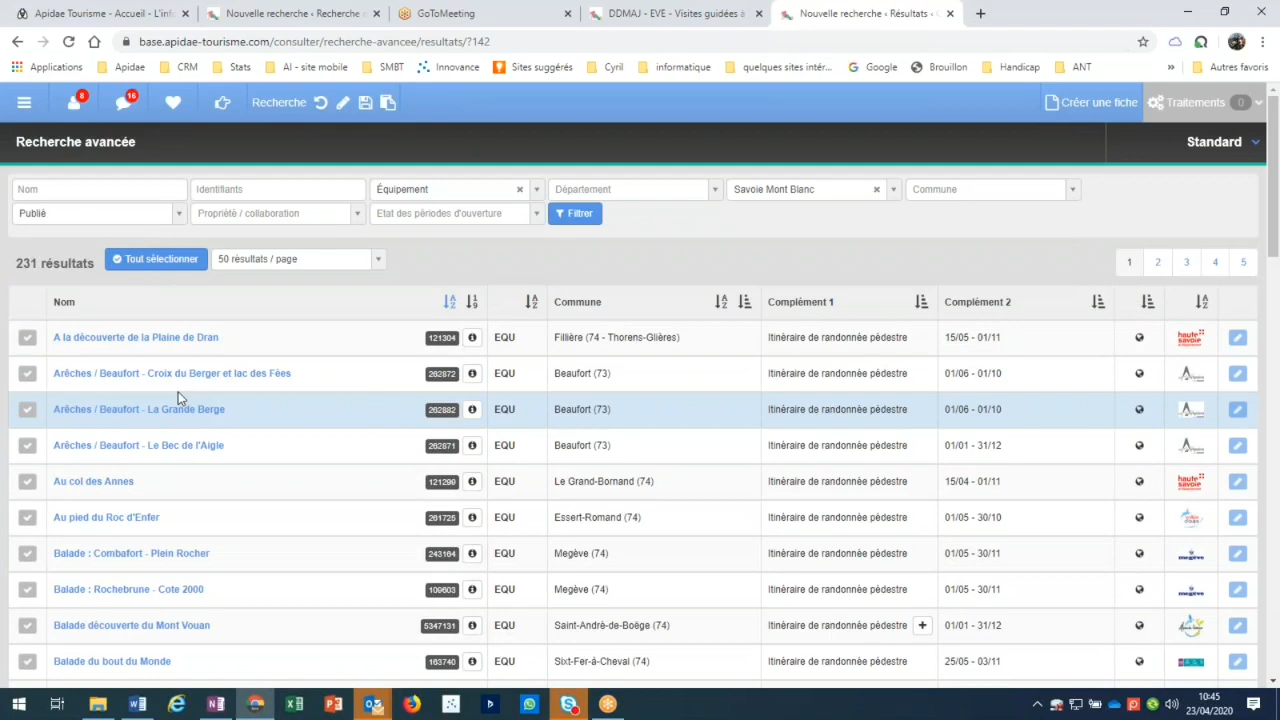 Apidae Tourisme - Accueil - L'inf
Nouvelle recherche ‹ Recherche a
GoToMeeting
DDMAJ - EVE - Visites guidées à
Nouvelle recherche ‹ Résultats ‹ C
base.apidae-tourisme.com/consulter/recherche-avancee/resultats/?142
Applications
Apidae
CRM
Stats
AI - site mobile
SMBT
Innovance
Sites suggérés
Cyril
informatique
quelques sites intér...
Google
Brouillon
Handicap
ANT
»
Autres favoris
8
16
Recherche
Créer une fiche
Traitements 0
Recherche avancée
Standard
Nom
Identifiants
Équipement
Département
Savoie Mont Blanc
Commune
Publié
Propriété / collaboration
Etat des périodes d'ouverture
Filtrer
231 résultats
Tout sélectionner
50 résultats / page
1 2 3 4 5
Nom Commune Complément 1 Complément 2
A la découverte de la Plaine de Dran 121304 EQU Fillière (74 - Thorens-Glières) Itinéraire de randonnée pédestre 15/05 - 01/11 haute savoie
Arêches / Beaufort - Croix du Berger et lac des Fées 262872 EQU Beaufort (73) Itinéraire de randonnée pédestre 01/06 - 01/10
Arêches / Beaufort - La Grande Berge 262882 EQU Beaufort (73) Itinéraire de randonnée pédestre 01/06 - 01/10
Arêches / Beaufort - Le Bec de l'Aigle 262871 EQU Beaufort (73) Itinéraire de randonnée pédestre 01/01 - 31/12
Au col des Annes 121290 EQU Le Grand-Bornand (74) Itinéraire de randonnée pédestre 15/04 - 01/11 haute savoie
Au pied du Roc d'Enfer 261725 EQU Essert-Romand (74) Itinéraire de randonnée pédestre 01/05 - 30/10
Balade : Combafort - Plein Rocher 243164 EQU Megève (74) Itinéraire de randonnée pédestre 01/05 - 30/11 megève
Balade : Rochebrune - Cote 2000 109603 EQU Megève (74) Itinéraire de randonnée pédestre 01/05 - 30/11 megève
Balade découverte du Mont Vouan 5347131 EQU Saint-André-de-Boëge (74) Itinéraire de randonnée pédestre 01/01 - 31/12
Balade du bout du Monde 163740 EQU Sixt-Fer-à-Cheval (74) Itinéraire de randonnée pédestre 25/05 - 03/11
10:45
23/04/2020